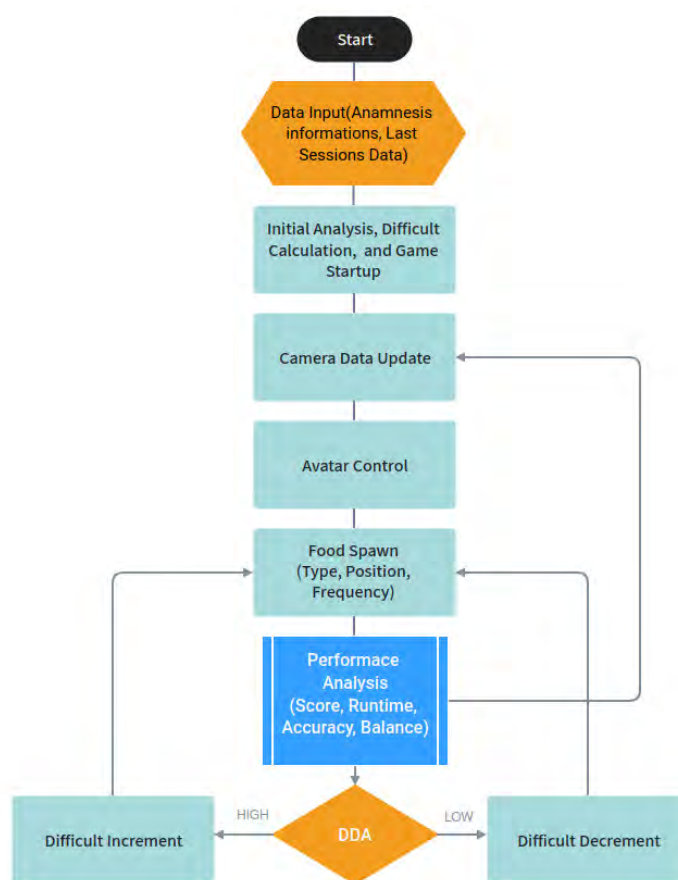 Start
Data Input(Anamnesis
informations, Last
Sessions Data)
Initial Analysis, Difficult
Calculation, and Game
Startup
Camera Data Update
Avatar Control
Food Spawn
(Type, Position,
Frequency)
Performace
Analysis
(Score, Runtime,
Accuracy, Balance)
HIGH
LOW
Difficult Increment
DDA
Difficult Decrement